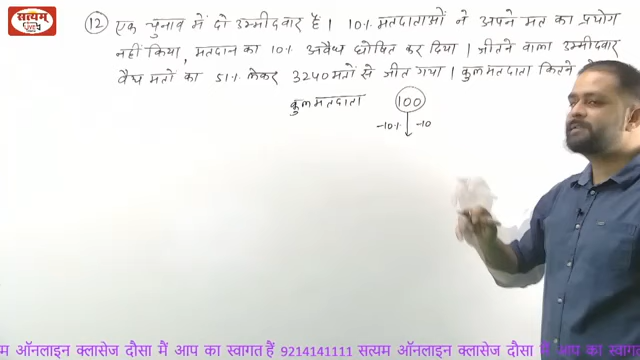 सत्यम्
(12) एक चुनाव में दो उम्मीदवार हैं । 10% मतदाताओं ने अपने मत का प्रयोग
नहीं किया, मतदान का 10% अवैध घोषित कर दिया । जीतने वाला उम्मीदवार
वैध मतों का 51% लेकर 3240 मतों से जीत गया । कुल मतदाता कितने
कुल मतदाता 100
-10% -10
म ऑनलाइन क्लासेज दौसा मैं आप का स्वागत हैं 9214141111 सत्यम ऑनलाइन क्लासेज दौसा मैं आप का स्वागत